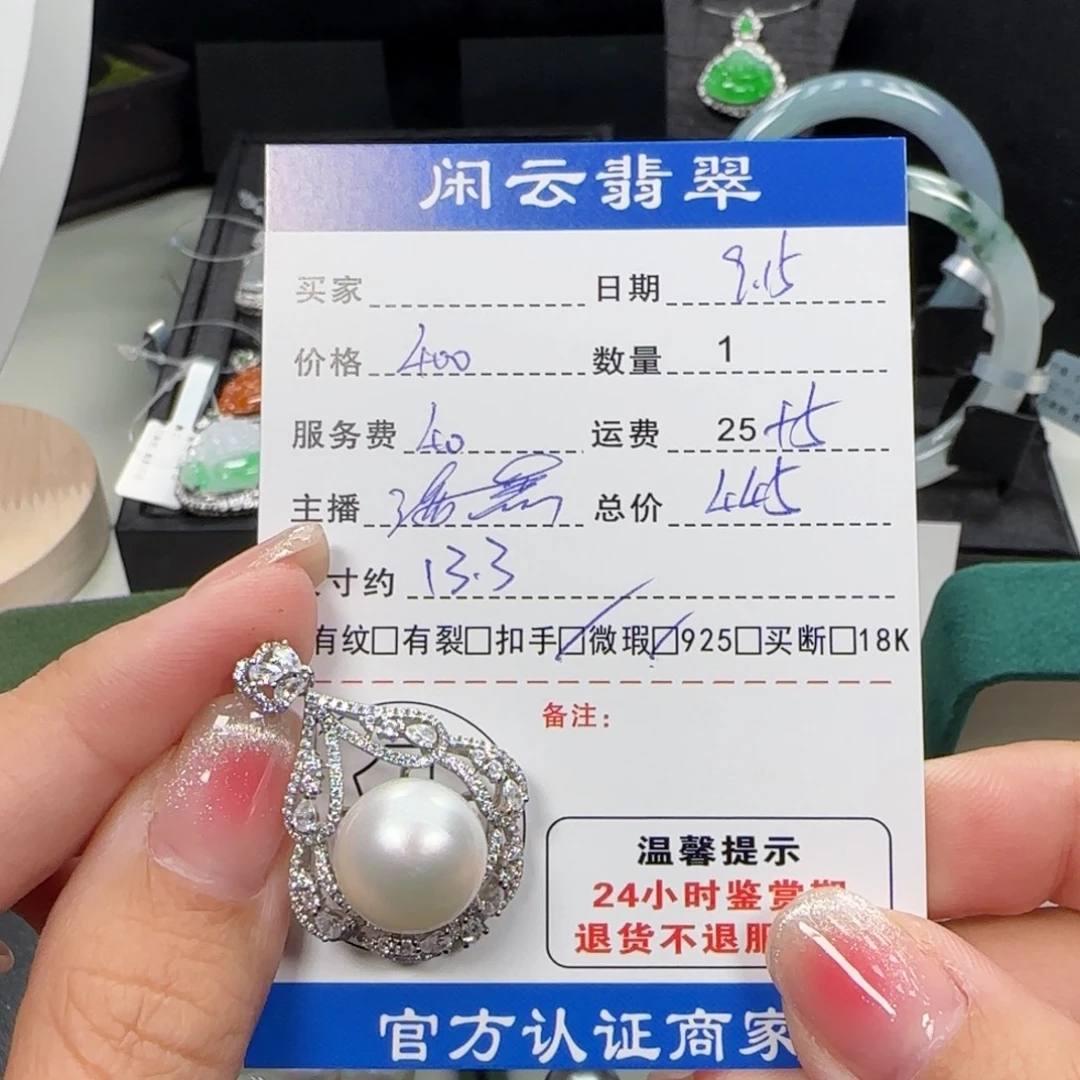 闲云翡翠
买家 日期 9.15
价格 400 数量 1
服务费 40 运费 25 +5
主播 总价 445
寸约 13.3
有纹□有裂□扣手☑微瑕☑925□买断□18K
备注：
温馨提示
24小时鉴赏期
退货不退服
官方认证商家